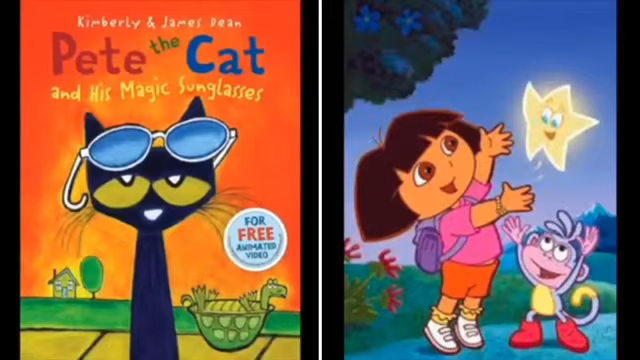 Kimberly & James Dean
Pete the Cat
and His Magic Sunglasses
FOR
FREE
ANIMATED
VIDEO